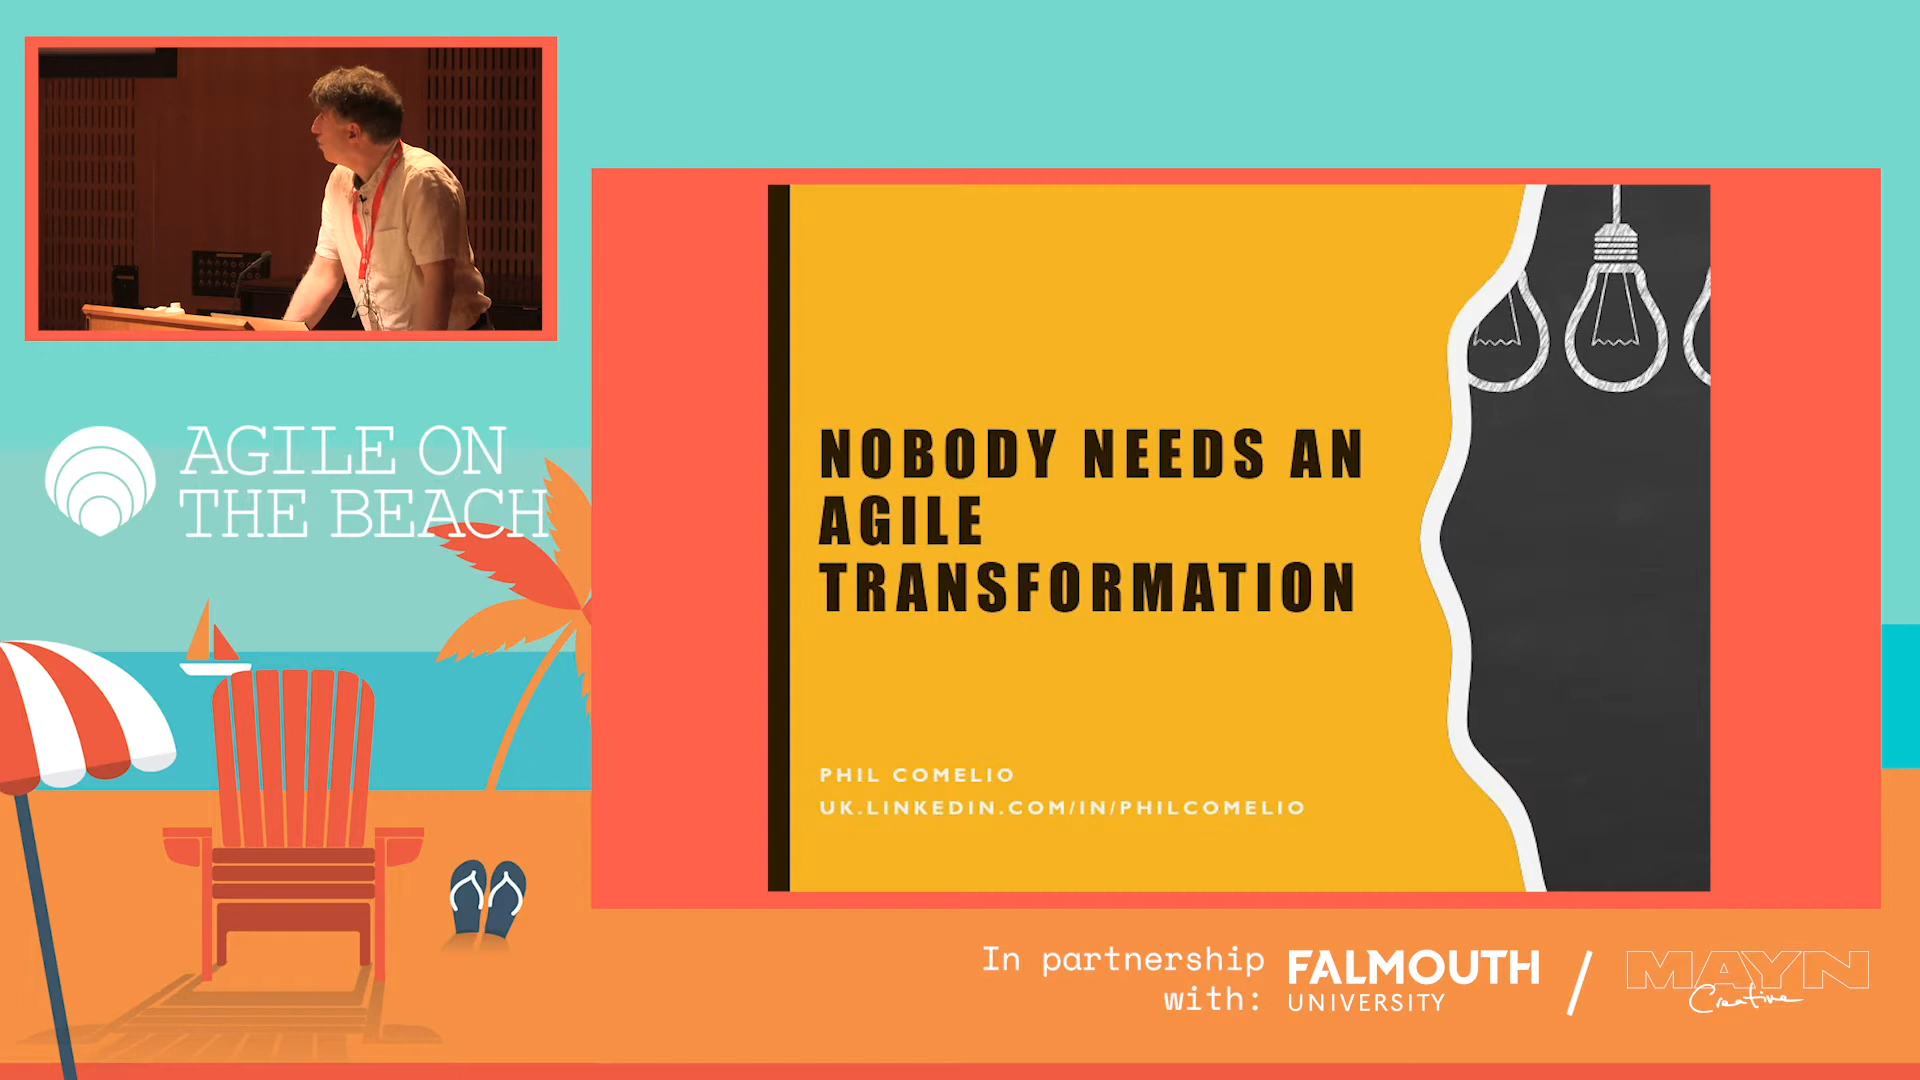 AGILE ON
THE BEACH
NOBODY NEEDS AN
AGILE
TRANSFORMATION
PHIL COMELIO
UK.LINKEDIN.COM/IN/PHILCOMELIO
In partnership
with:
FALMOUTH
UNIVERSITY
/
MAYN
Creative